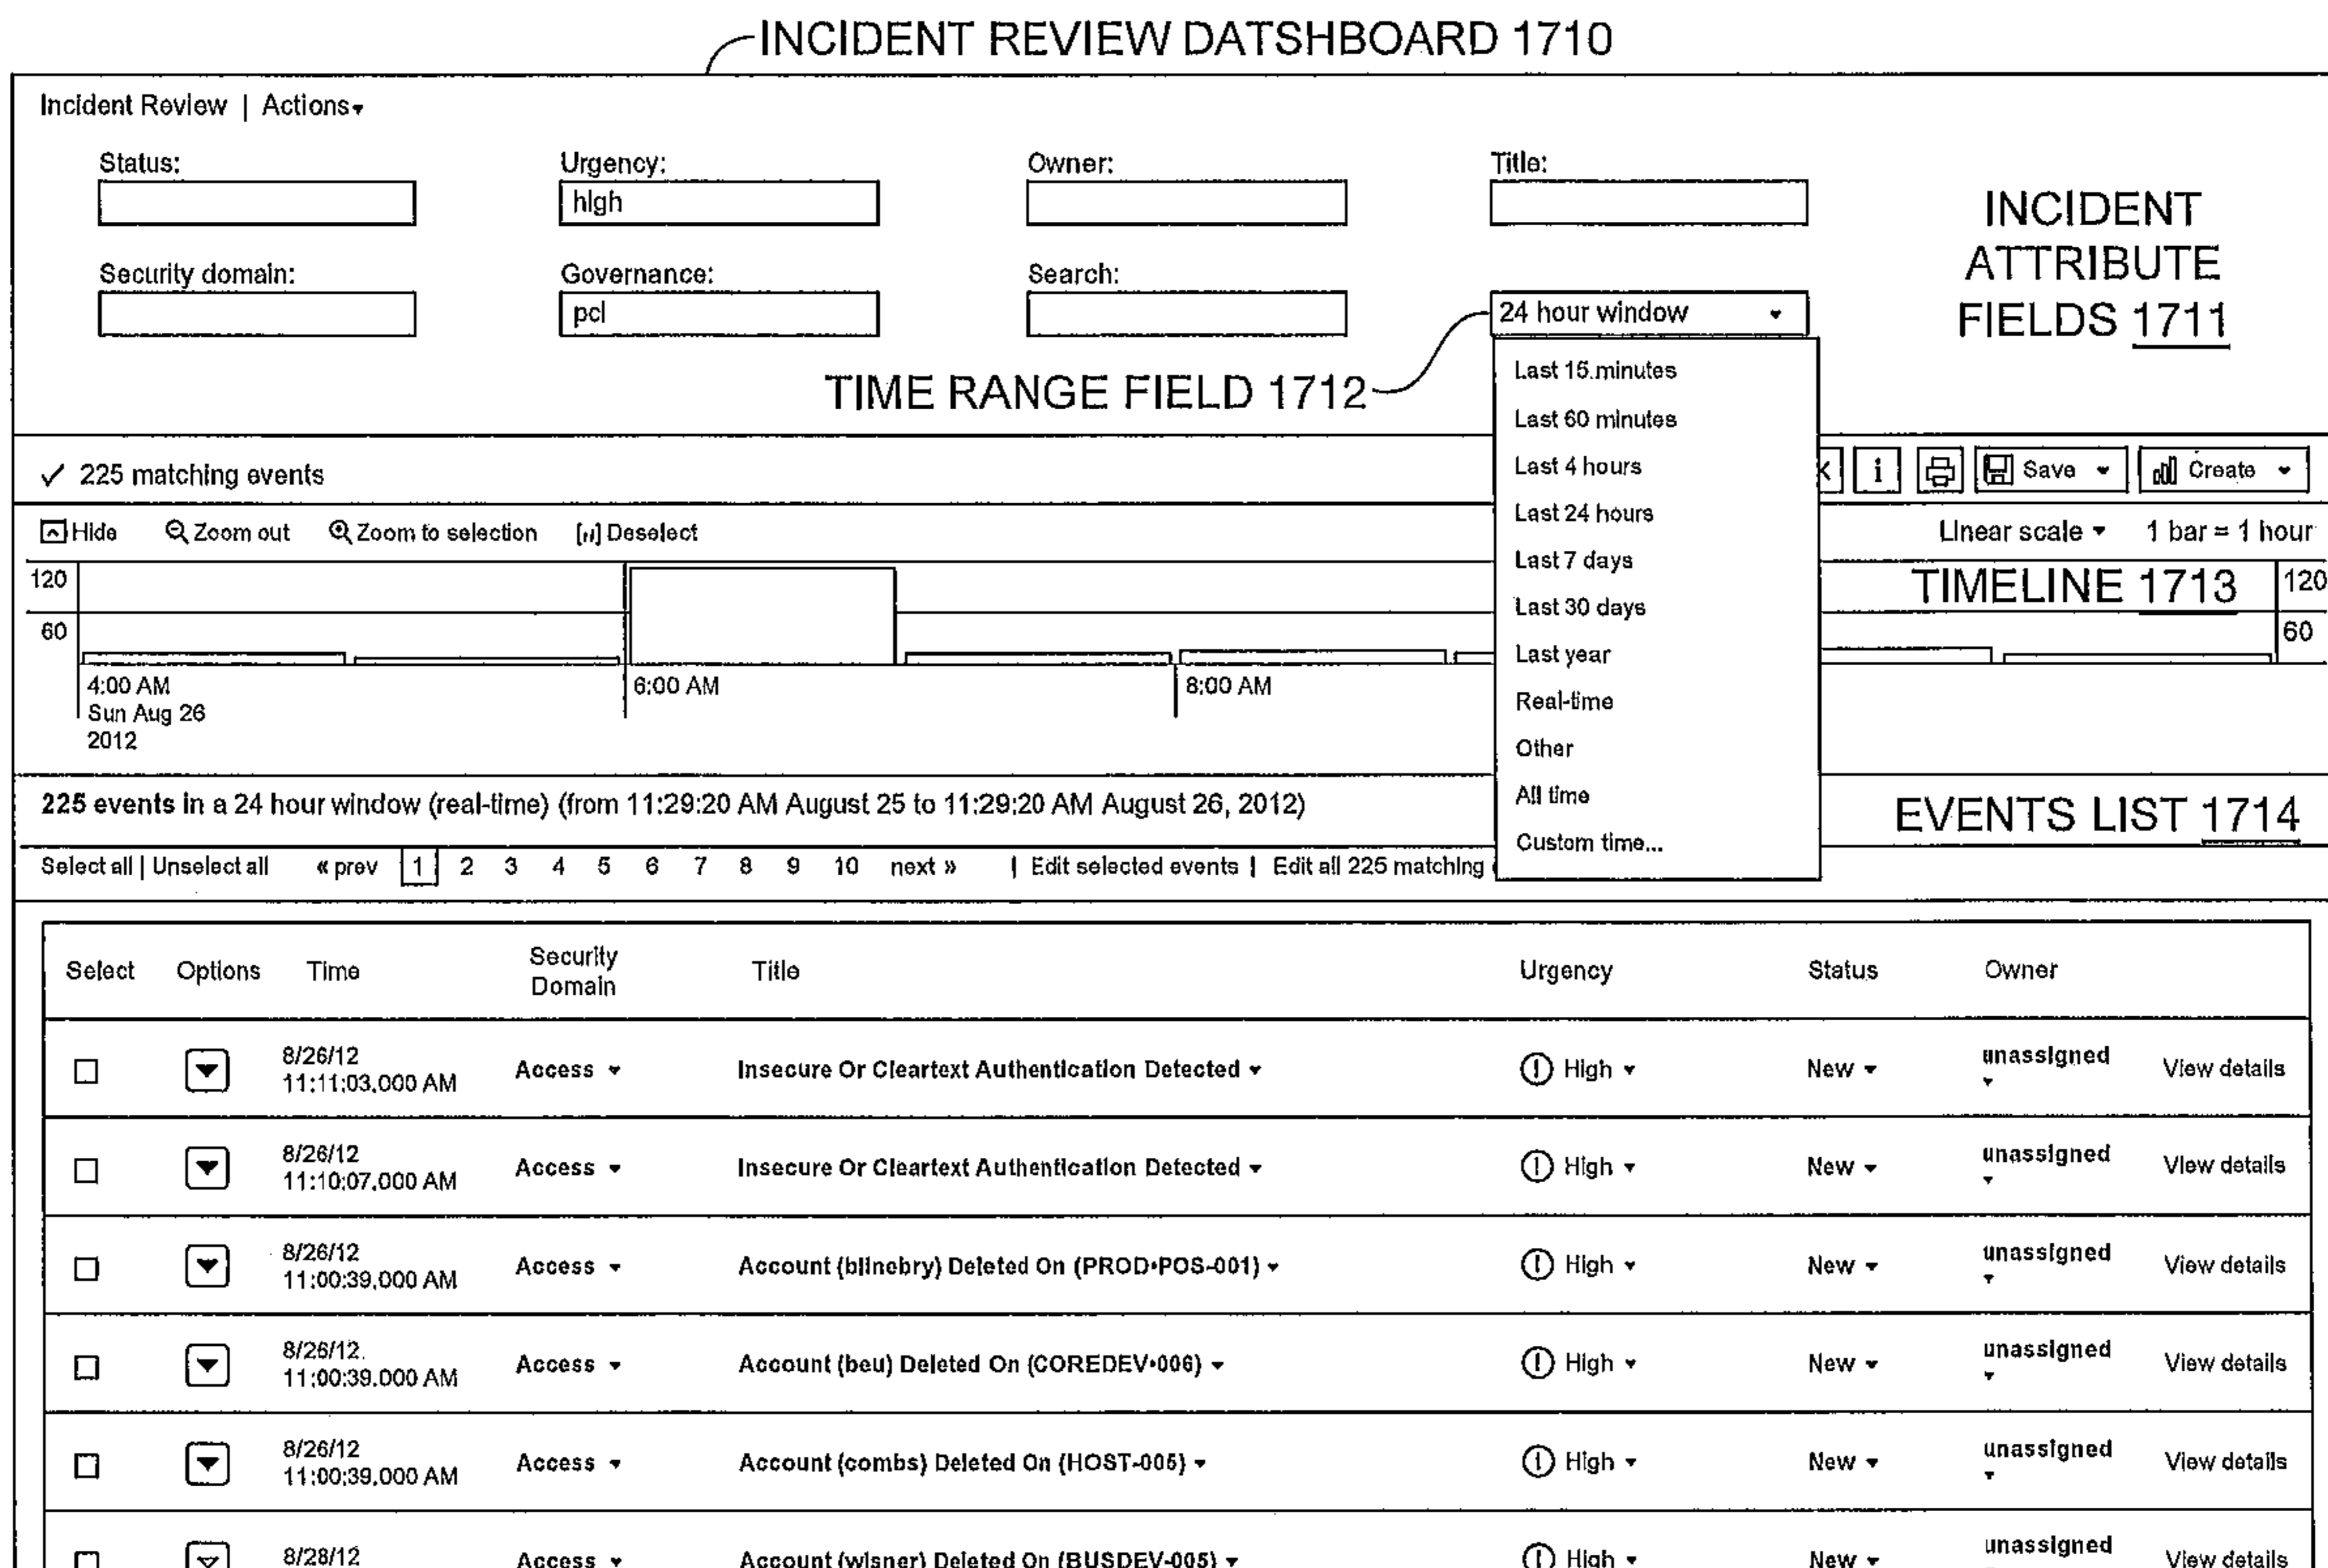 INCIDENT REVIEW DATSHBOARD 1710
Incident Review | Actions
Status:
Urgency:
Owner:
Title:
high
INCIDENT
ATTRIBUTE
FIELDS 1711
Security domain:
Governance:
Search:
pci
24 hour window
TIME RANGE FIELD 1712
Last 15 minutes
Last 60 minutes
Last 4 hours
Last 24 hours
Last 7 days
Last 30 days
Last year
Real-time
Other
All time
Custom time...
✓ 225 matching events
i
Save
Create
Hide
Zoom out
Zoom to selection
Deselect
Linear scale
1 bar = 1 hour
TIMELINE 1713
120
60
120
60
4:00 AM
Sun Aug 26
2012
6:00 AM
8:00 AM
225 events in a 24 hour window (real-time) (from 11:29:20 AM August 25 to 11:29:20 AM August 26, 2012)
EVENTS LIST 1714
Select all | Unselect all « prev 1 2 3 4 5 6 7 8 9 10 next » | Edit selected events | Edit all 225 matching
Select Options Time Security Domain Title Urgency Status Owner
8/26/12 11:11:03.000 AM Access Insecure Or Cleartext Authentication Detected High New unassigned View details
8/26/12 11:10:07.000 AM Access Insecure Or Cleartext Authentication Detected High New unassigned View details
8/26/12 11:00:39.000 AM Access Account (blinebry) Deleted On (PROD-POS-001) High New unassigned View details
8/26/12 11:00:39.000 AM Access Account (beu) Deleted On (COREDEV-006) High New unassigned View details
8/26/12 11:00:39.000 AM Access Account (combs) Deleted On (HOST-005) High New unassigned View details
8/28/12 Access Account (wisner) Deleted On (BUSDEV-005) High New unassigned View details